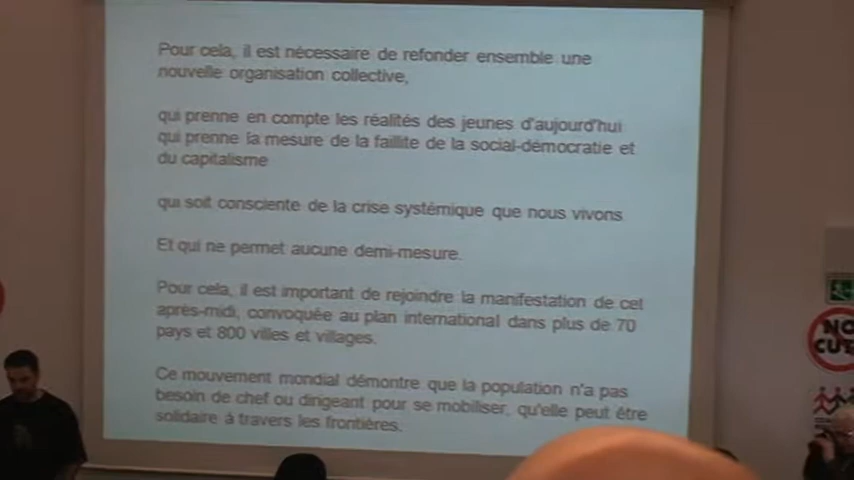 Pour cela, il est nécessaire de refonder ensemble une
nouvelle organisation collective,
qui prenne en compte les réalités des jeunes d'aujourd'hui
qui prenne la mesure de la faillite de la social-démocratie et
du capitalisme
qui soit consciente de la crise systémique que nous vivons.
Et qui ne permet aucune demi-mesure.
Pour cela, il est important de rejoindre la manifestation de cet
après-midi, convoquée au plan international dans plus de 70
pays et 800 villes et villages.
Ce mouvement mondial démontre que la population n'a pas
besoin de chef ou dirigeant pour se mobiliser, qu'elle peut être
solidaire à travers les frontières.
NO
CUT